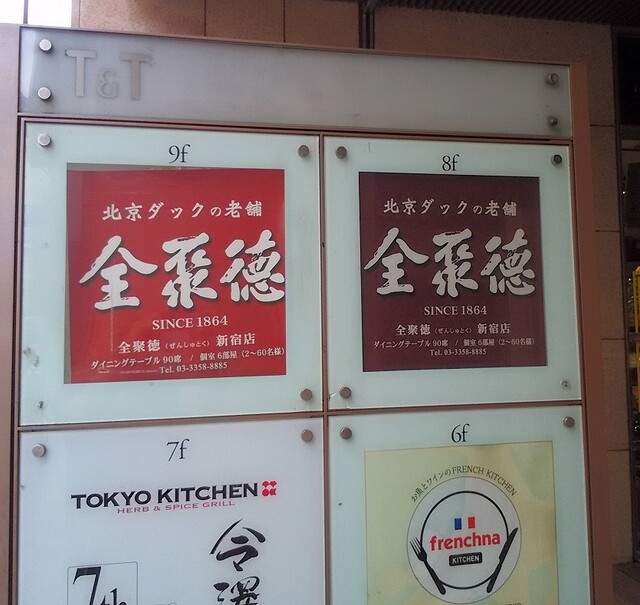 T&T
9f
北京ダックの老舗
全聚德
SINCE 1864
全聚徳（ぜんしゅとく）新宿店
ダイニングテーブル 90席 / 個室 6部屋（2〜60名様）
Tel. 03-3358-8885
8f
北京ダックの老舗
全聚德
SINCE 1864
全聚徳（ぜんしゅとく）新宿店
ダイニングテーブル 90席 / 個室 6部屋（2〜60名様）
Tel. 03-3358-8885
7f
TOKYO KITCHEN
HERB & SPICE GRILL
7th
6f
お魚とワインのFRENCH KITCHEN
frenchna
KITCHEN